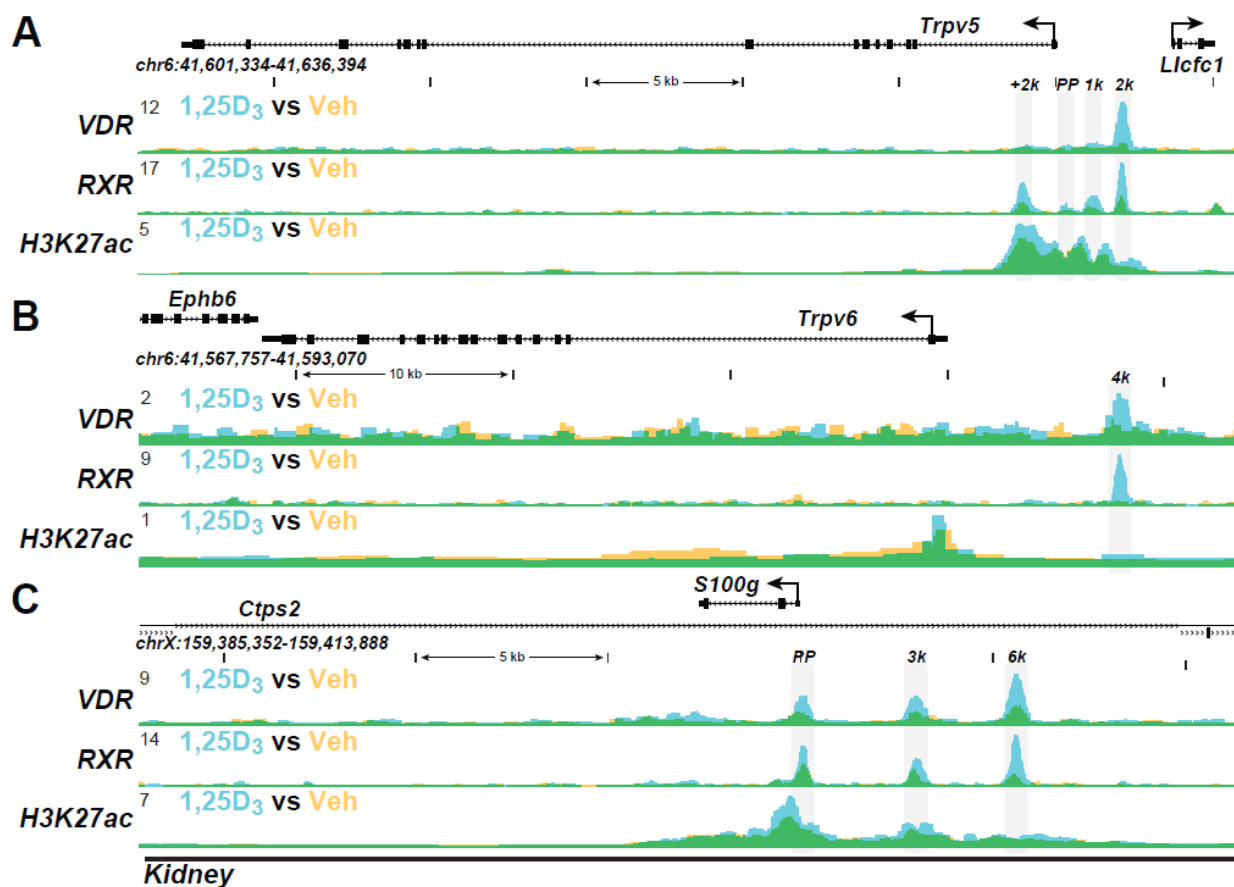 A
Trpv5
Llcfc1
chr6:41,601,334-41,636,394
5 kb
+2k PP 1k 2k
VDR 12 1,25D3 vs Veh
RXR 17 1,25D3 vs Veh
H3K27ac 5 1,25D3 vs Veh
B
Ephb6
Trpv6
chr6:41,567,757-41,593,070
10 kb
4k
VDR 2 1,25D3 vs Veh
RXR 9 1,25D3 vs Veh
H3K27ac 1 1,25D3 vs Veh
C
Ctps2
S100g
chrX:159,385,352-159,413,888
5 kb
RP 3k 6k
VDR 9 1,25D3 vs Veh
RXR 14 1,25D3 vs Veh
H3K27ac 7 1,25D3 vs Veh
Kidney